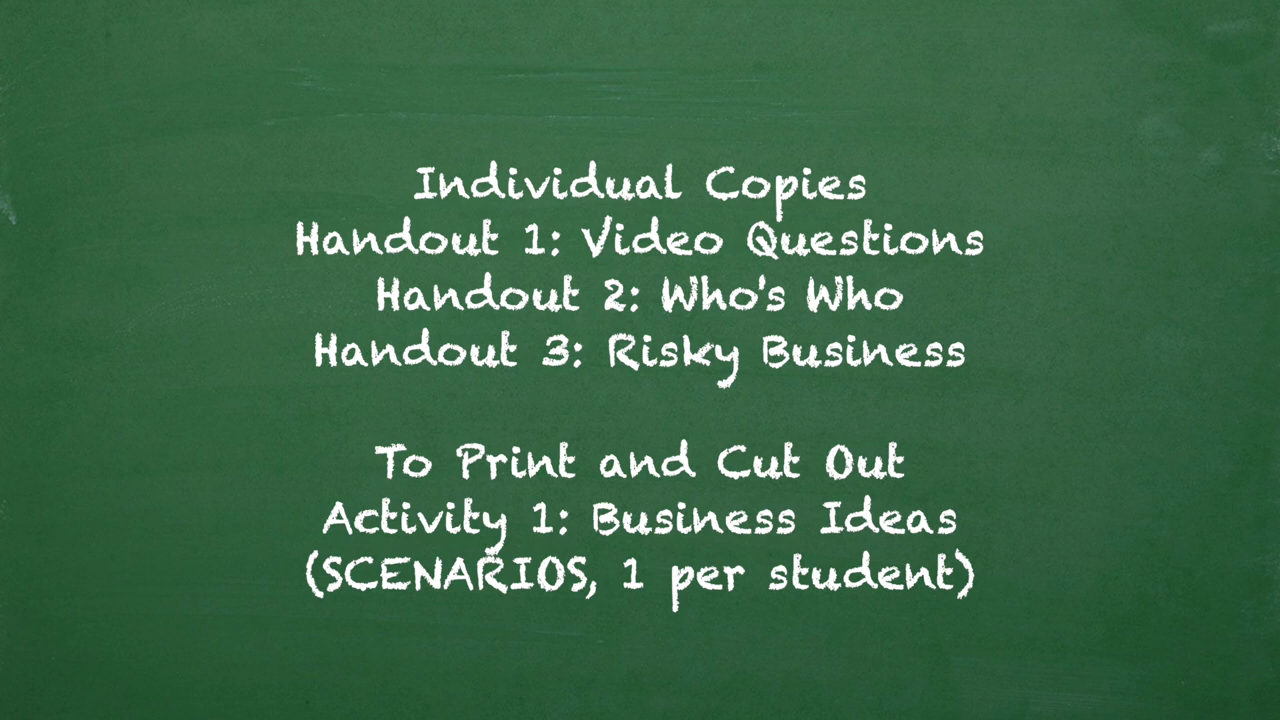 Individual Copies
Handout 1: Video Questions
Handout 2: Who's Who
Handout 3: Risky Business
To Print and Cut Out
Activity 1: Business Ideas
(SCENARIOS, 1 per student)